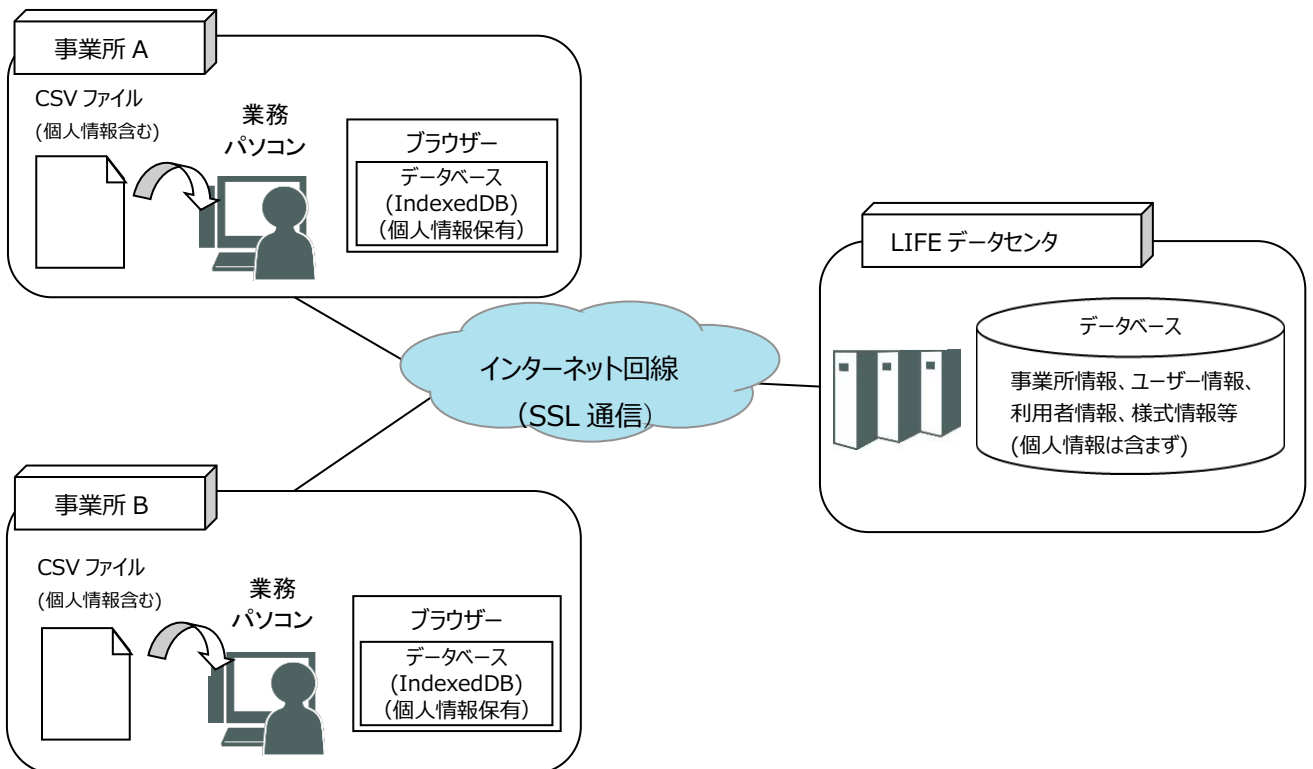 事業所 A
CSV ファイル
(個人情報含む)
業務
パソコン
ブラウザー
データベース
(IndexedDB)
(個人情報保有)
インターネット回線
(SSL 通信)
LIFE データセンタ
データベース
事業所情報、ユーザー情報、
利用者情報、様式情報等
(個人情報は含まず)
事業所 B
CSV ファイル
(個人情報含む)
業務
パソコン
ブラウザー
データベース
(IndexedDB)
(個人情報保有)